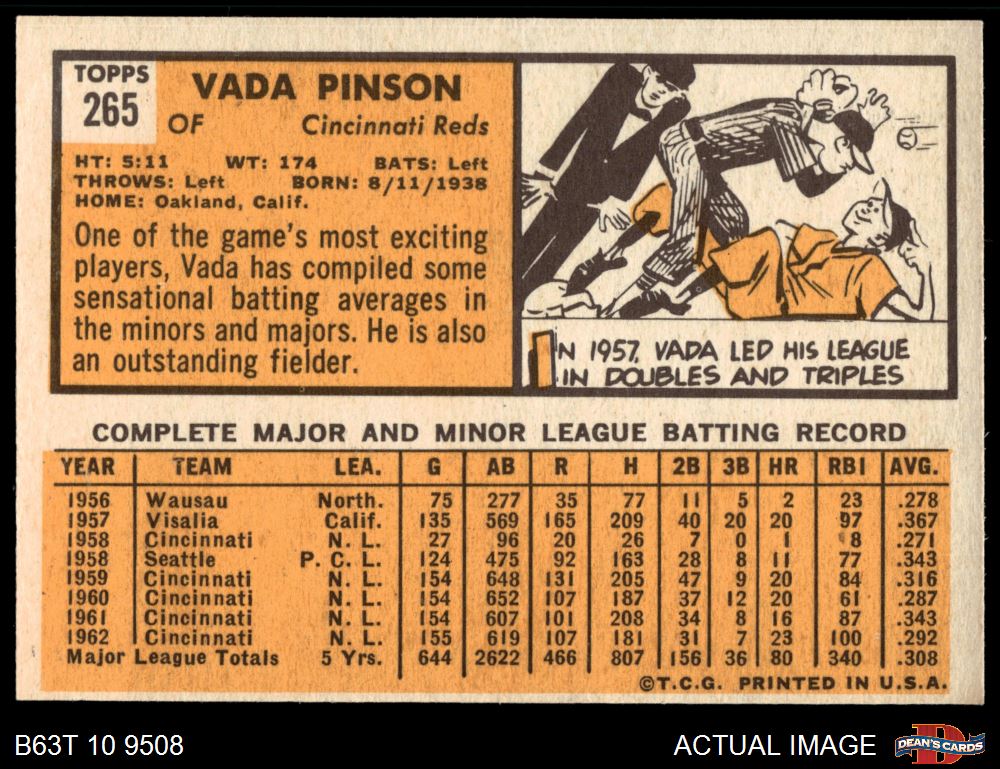 TOPPS
265
VADA PINSON
OF Cincinnati Reds
HT: 5:11 WT: 174 BATS: Left
THROWS: Left BORN: 8/11/1938
HOME: Oakland, Calif.
One of the game's most exciting
players, Vada has compiled some
sensational batting averages in
the minors and majors. He is also
an outstanding fielder.
IN 1957, VADA LED HIS LEAGUE
IN DOUBLES AND TRIPLES
COMPLETE MAJOR AND MINOR LEAGUE BATTING RECORD
YEAR TEAM LEA. G AB R H 2B 3B HR RBI AVG.
1956 Wausau North. 75 277 35 77 11 5 2 23 .278
1957 Visalia Calif. 135 569 165 209 40 20 20 97 .367
1958 Cincinnati N. L. 27 96 20 26 7 0 1 8 .271
1958 Seattle P. C. L. 124 475 92 163 28 8 11 77 .343
1959 Cincinnati N. L. 154 648 131 205 47 9 20 84 .316
1960 Cincinnati N. L. 154 652 107 187 37 12 20 61 .287
1961 Cincinnati N. L. 154 607 101 208 34 8 16 87 .343
1962 Cincinnati N. L. 155 619 107 181 31 7 23 100 .292
Major League Totals 5 Yrs. 644 2622 466 807 156 36 80 340 .308
©T.C.G. PRINTED IN U.S.A.
B63T 10 9508
ACTUAL IMAGE
D
DEAN'S CARDS